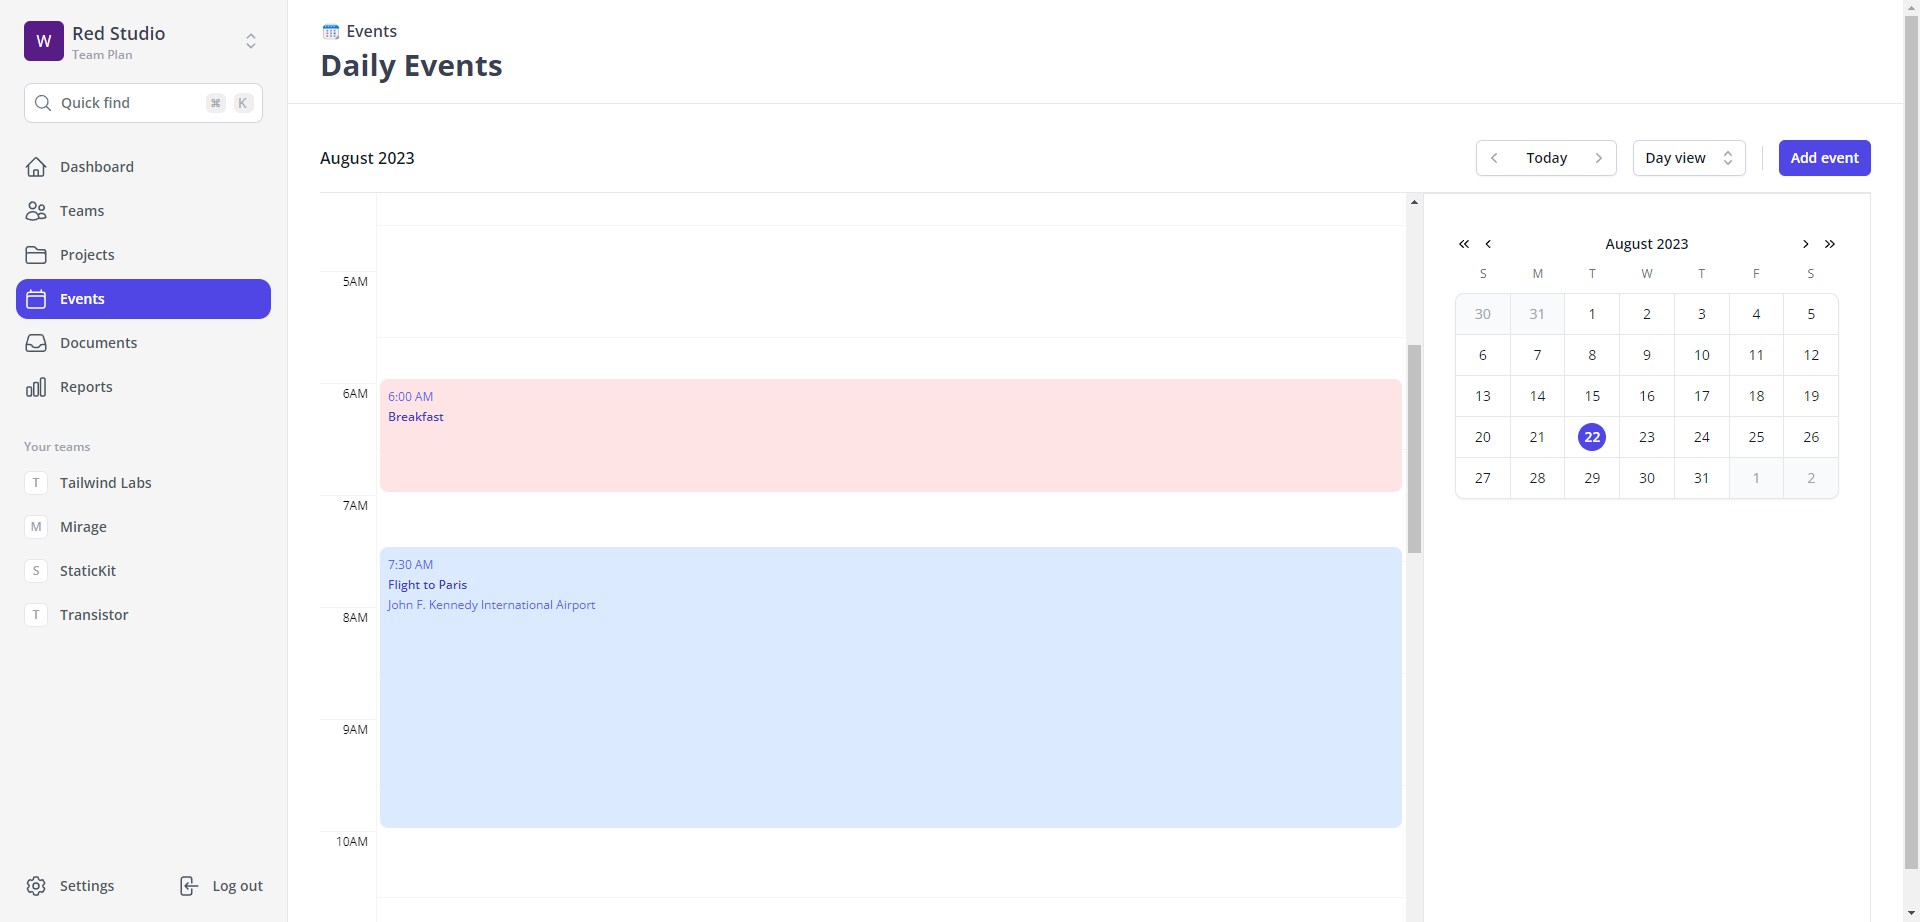 W
Red Studio
Team Plan
Quick find ⌘ K
Dashboard
Teams
Projects
Events
Documents
Reports
Your teams
T Tailwind Labs
M Mirage
S StaticKit
T Transistor
Settings
Log out
Events
Daily Events
August 2023
Today
Day view
Add event
5AM
6AM
7AM
8AM
9AM
10AM
6:00 AM
Breakfast
7:30 AM
Flight to Paris
John F. Kennedy International Airport
August 2023
S M T W T F S
30 31 1 2 3 4 5
6 7 8 9 10 11 12
13 14 15 16 17 18 19
20 21 22 23 24 25 26
27 28 29 30 31 1 2